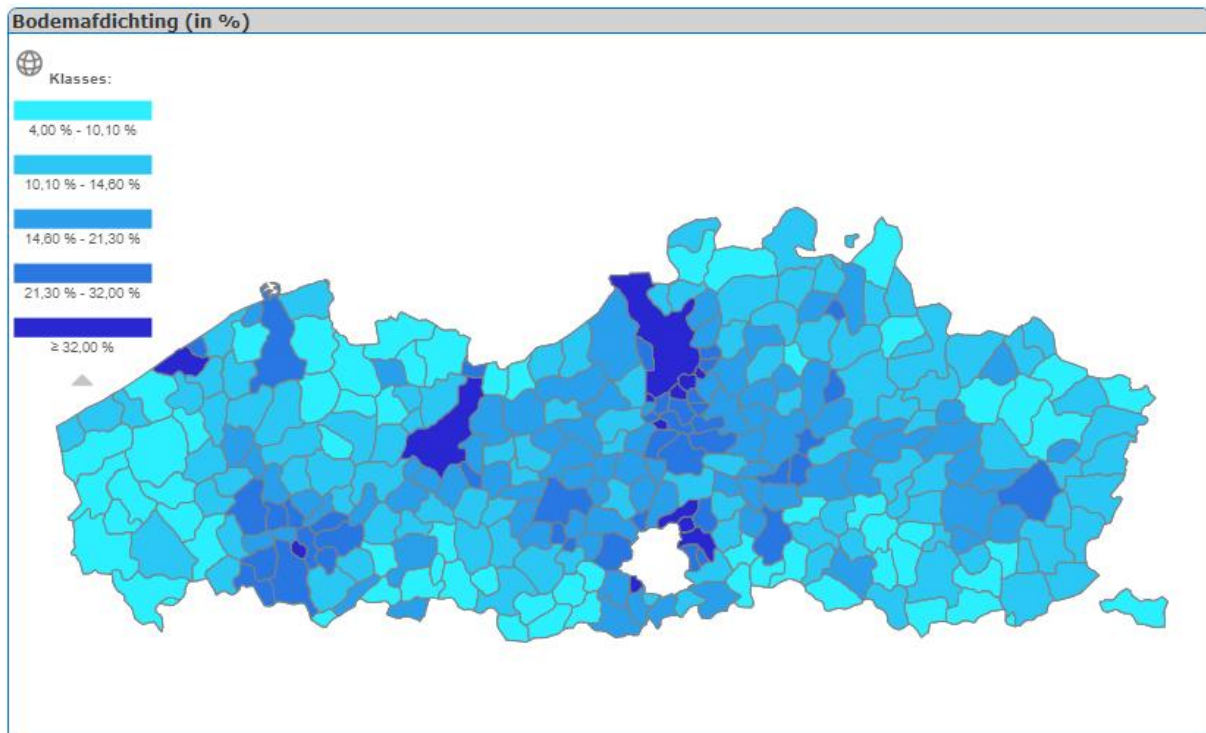 Bodemafdichting (in %)
Klasses:
4,00 % - 10,10 %
10,10 % - 14,60 %
14,60 % - 21,30 %
21,30 % - 32,00 %
≥ 32,00 %